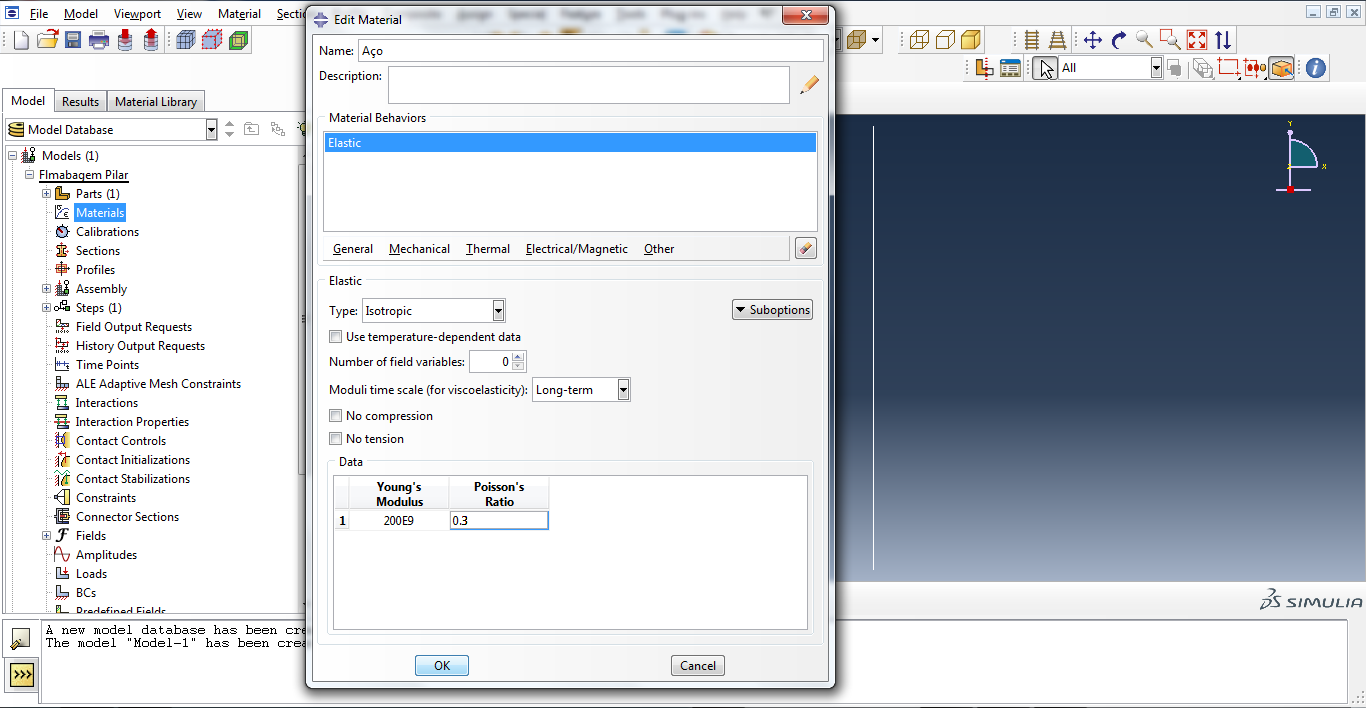 File Model Viewport View Material Secti
Edit Material
Name: Aço
Description:
All
Model Results Material Library
Model Database
Material Behaviors
Elastic
General Mechanical Thermal Electrical/Magnetic Other
Elastic
Type: Isotropic
Suboptions
Use temperature-dependent data
Number of field variables: 0
Moduli time scale (for viscoelasticity): Long-term
No compression
No tension
Data
Young's Modulus
Poisson's Ratio
1 200E9 0.3
OK Cancel
Models (1)
Flmabagem Pilar
Parts (1)
Materials
Calibrations
Sections
Profiles
Assembly
Steps (1)
Field Output Requests
History Output Requests
Time Points
ALE Adaptive Mesh Constraints
Interactions
Interaction Properties
Contact Controls
Contact Initializations
Contact Stabilizations
Constraints
Connector Sections
Fields
Amplitudes
Loads
BCs
Predefined Fields
Y
X
Z
SIMULIA
A new model database has been cre
The model "Model-1" has been crea
>>>